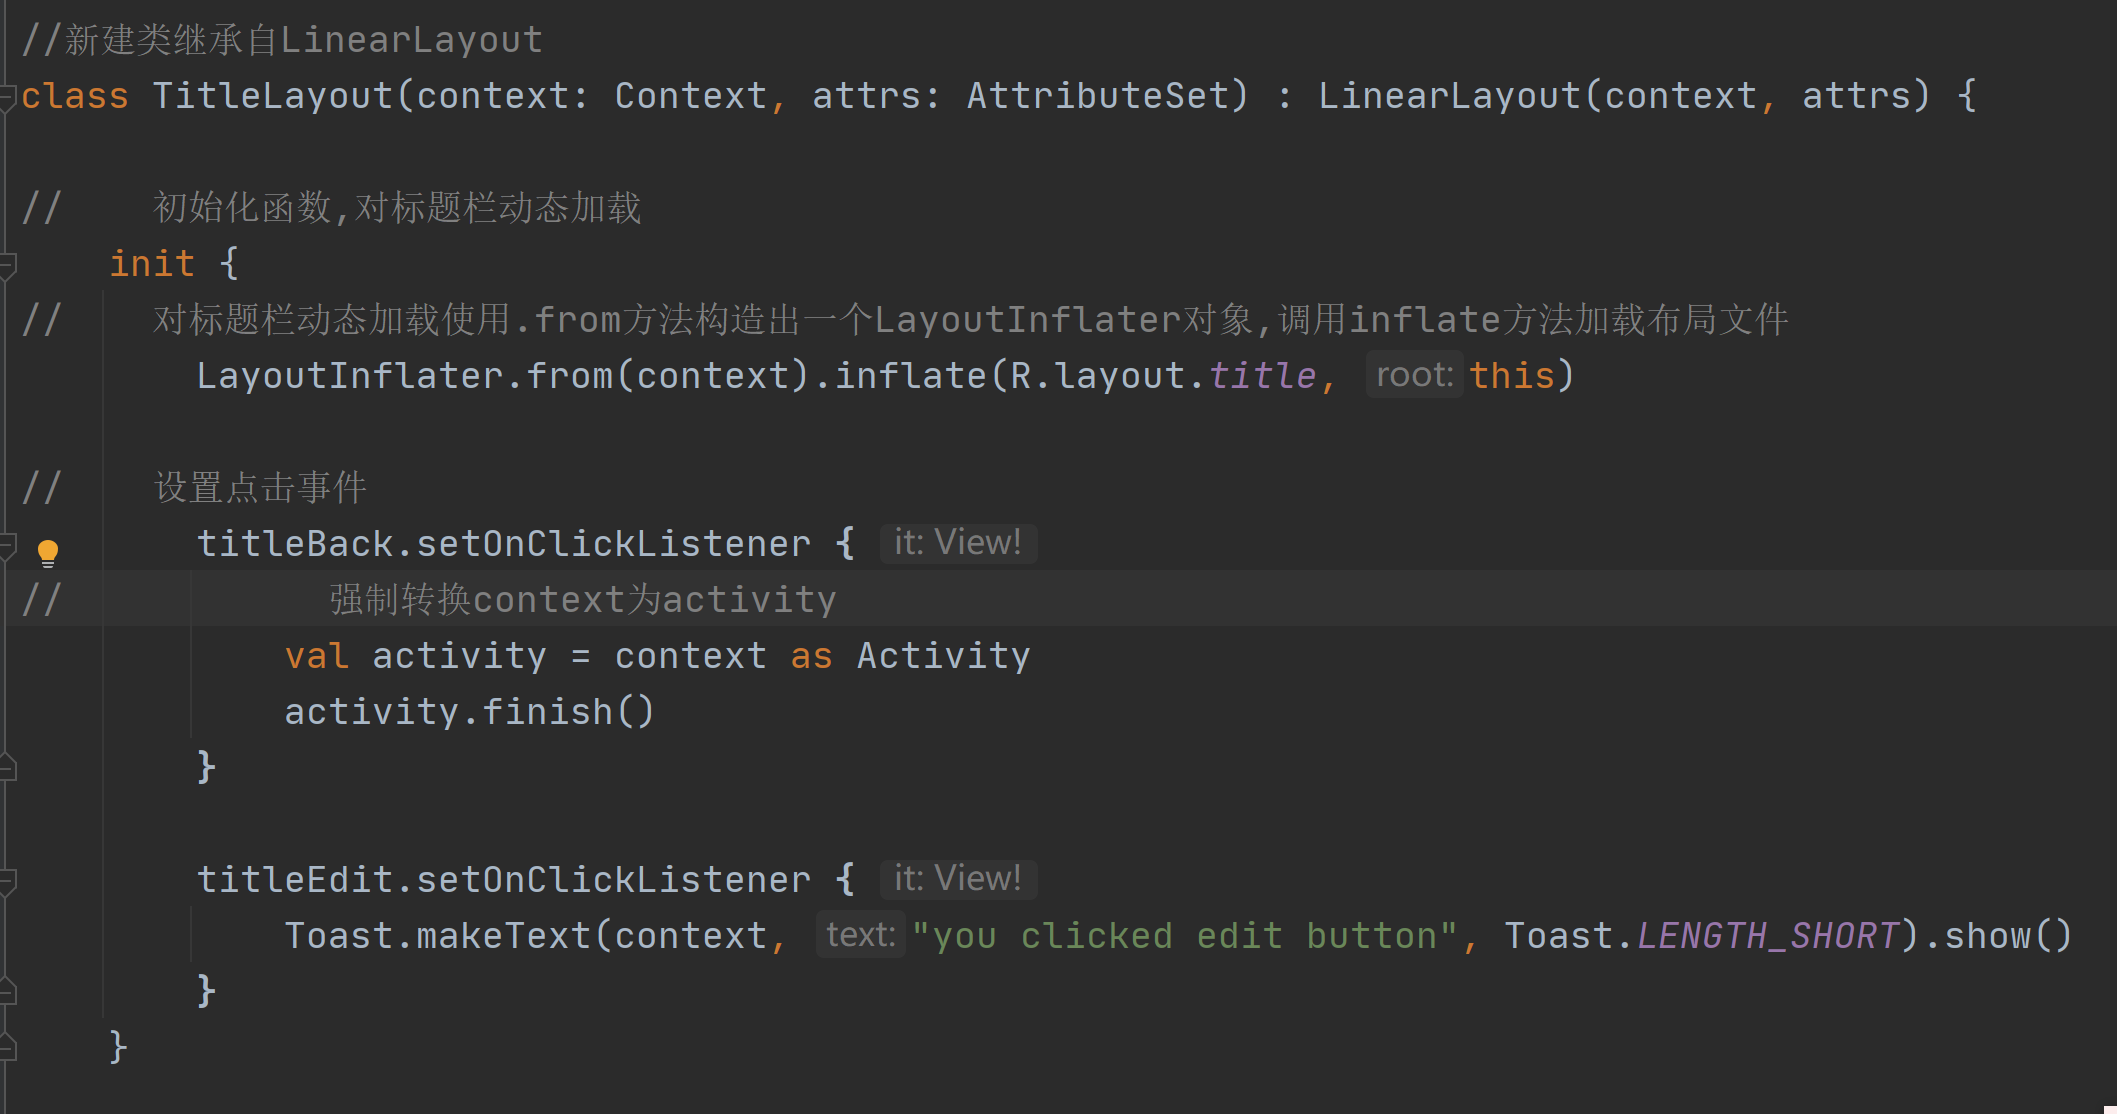 //新建类继承自LinearLayout
class TitleLayout(context: Context, attrs: AttributeSet) : LinearLayout(context, attrs) {
//    初始化函数,对标题栏动态加载
    init {
//    对标题栏动态加载使用.from方法构造出一个LayoutInflater对象,调用inflate方法加载布局文件
        LayoutInflater.from(context).inflate(R.layout.title, root: this)
//    设置点击事件
        titleBack.setOnClickListener { it: View!
//            强制转换context为activity
            val activity = context as Activity
            activity.finish()
        }
        titleEdit.setOnClickListener { it: View!
            Toast.makeText(context, text: "you clicked edit button", Toast.LENGTH_SHORT).show()
        }
    }